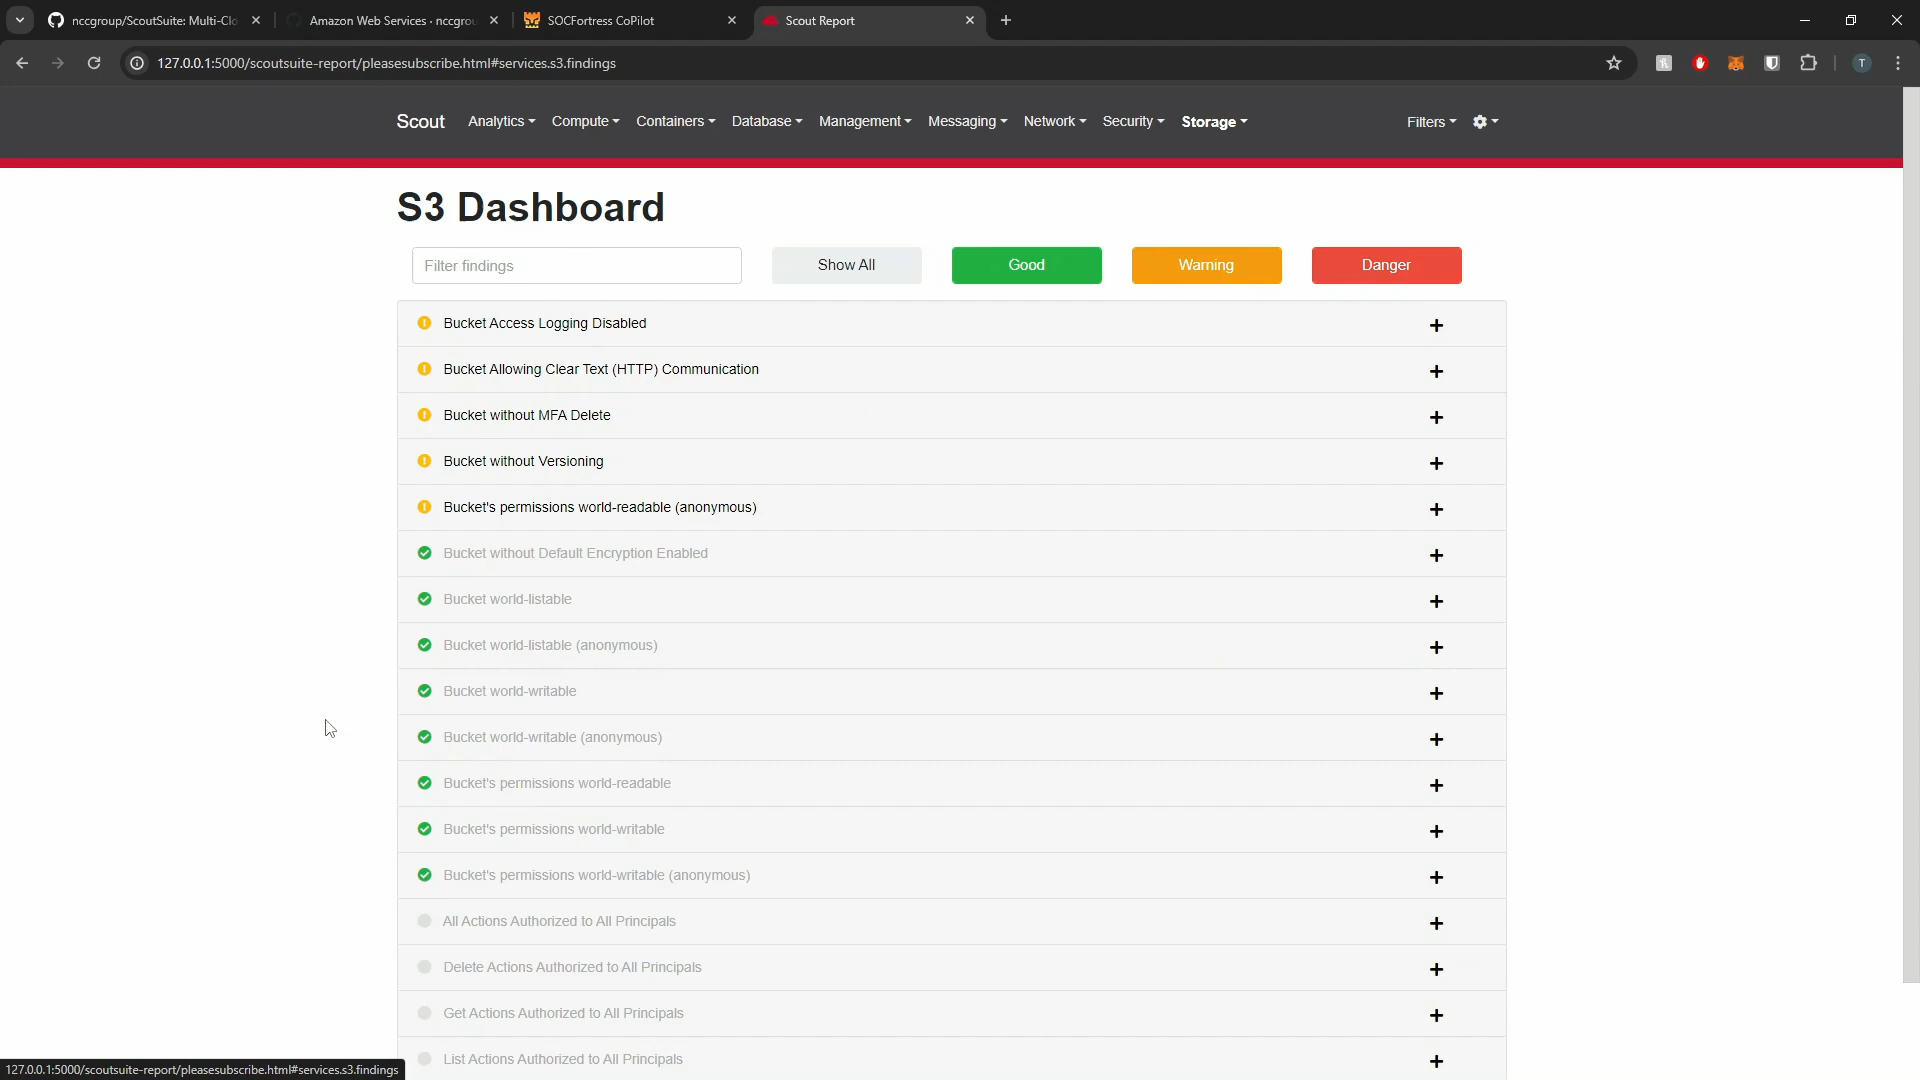 nccgroup/ScoutSuite: Multi-Clo
Amazon Web Services · nccgrou
SOCFortress CoPilot
Scout Report
127.0.0.1:5000/scoutsuite-report/pleasesubscribe.html#services.s3.findings
T
Scout Analytics Compute Containers Database Management Messaging Network Security Storage Filters
S3 Dashboard
Filter findings
Show All
Good
Warning
Danger
Bucket Access Logging Disabled
Bucket Allowing Clear Text (HTTP) Communication
Bucket without MFA Delete
Bucket without Versioning
Bucket's permissions world-readable (anonymous)
Bucket without Default Encryption Enabled
Bucket world-listable
Bucket world-listable (anonymous)
Bucket world-writable
Bucket world-writable (anonymous)
Bucket's permissions world-readable
Bucket's permissions world-writable
Bucket's permissions world-writable (anonymous)
All Actions Authorized to All Principals
Delete Actions Authorized to All Principals
Get Actions Authorized to All Principals
List Actions Authorized to All Principals
127.0.0.1:5000/scoutsuite-report/pleasesubscribe.html#services.s3.findings